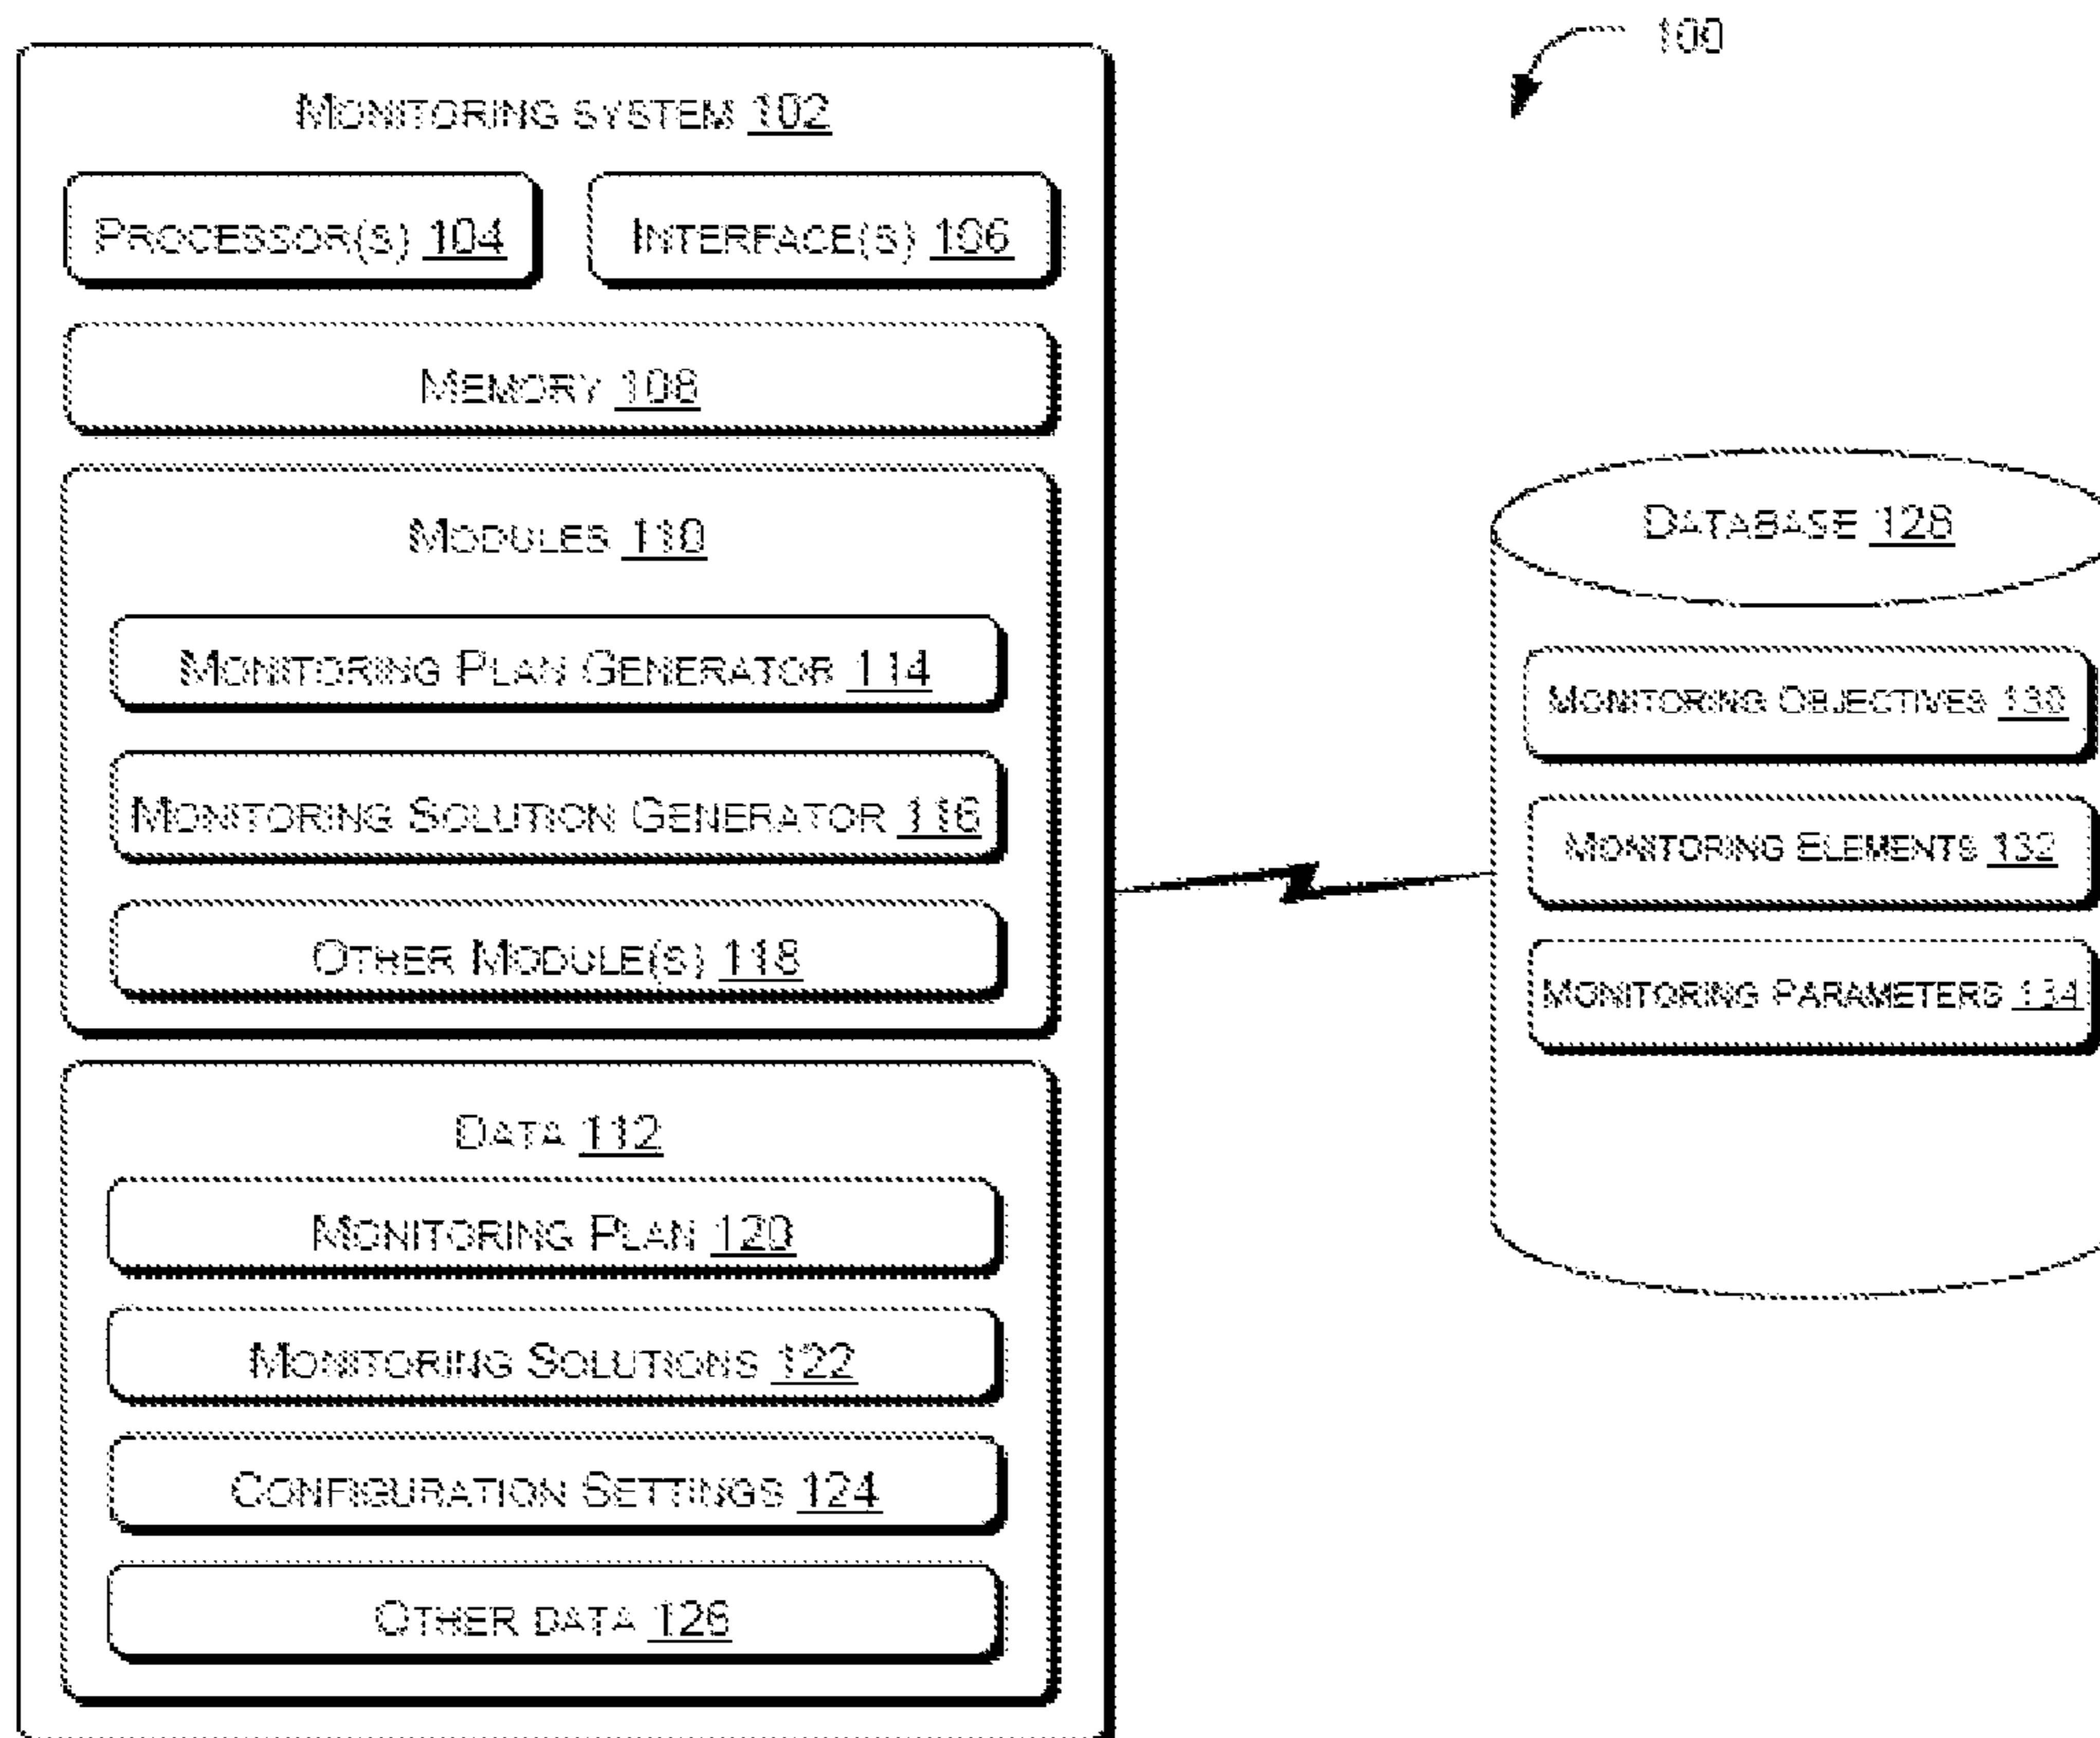 100
MONITORING SYSTEM 102
PROCESSOR(S) 104
INTERFACE(S) 106
MEMORY 108
MODULES 110
MONITORING PLAN GENERATOR 114
MONITORING SOLUTION GENERATOR 116
OTHER MODULE(S) 118
DATA 112
MONITORING PLAN 120
MONITORING SOLUTIONS 122
CONFIGURATION SETTINGS 124
OTHER DATA 126
DATABASE 128
MONITORING OBJECTIVES 130
MONITORING ELEMENTS 132
MONITORING PARAMETERS 134